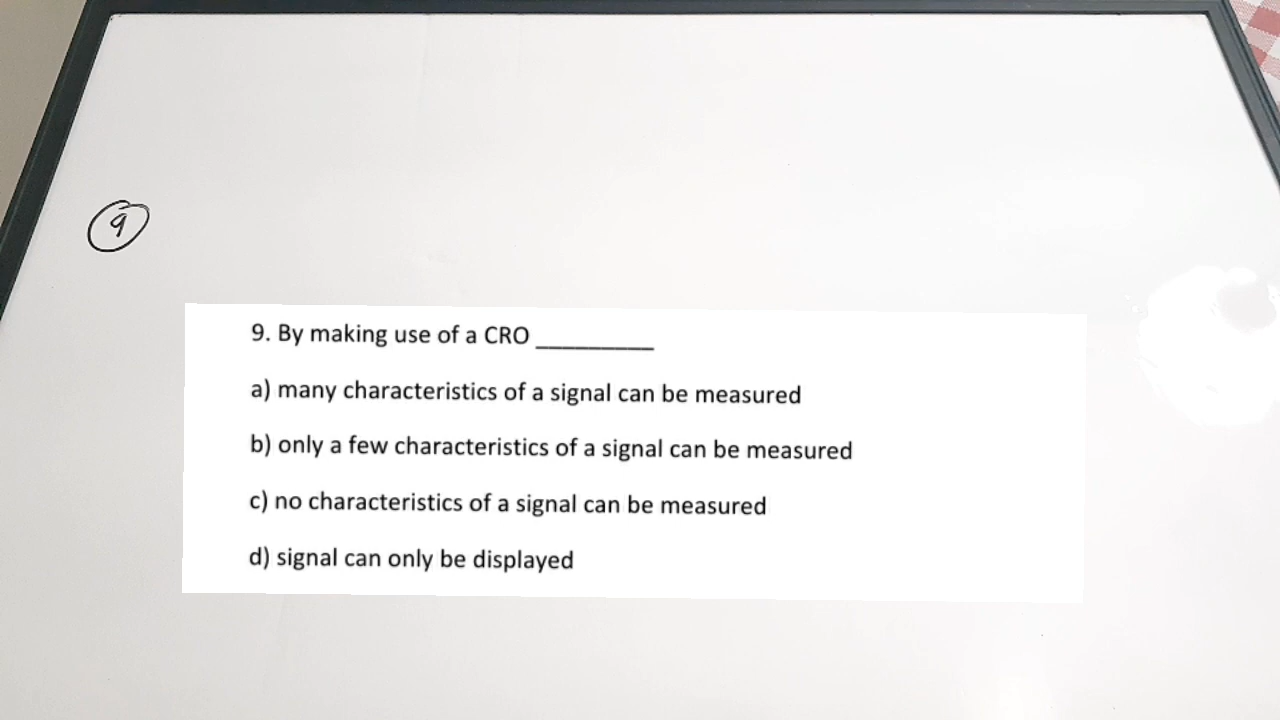 9
9. By making use of a CRO _________
a) many characteristics of a signal can be measured
b) only a few characteristics of a signal can be measured
c) no characteristics of a signal can be measured
d) signal can only be displayed